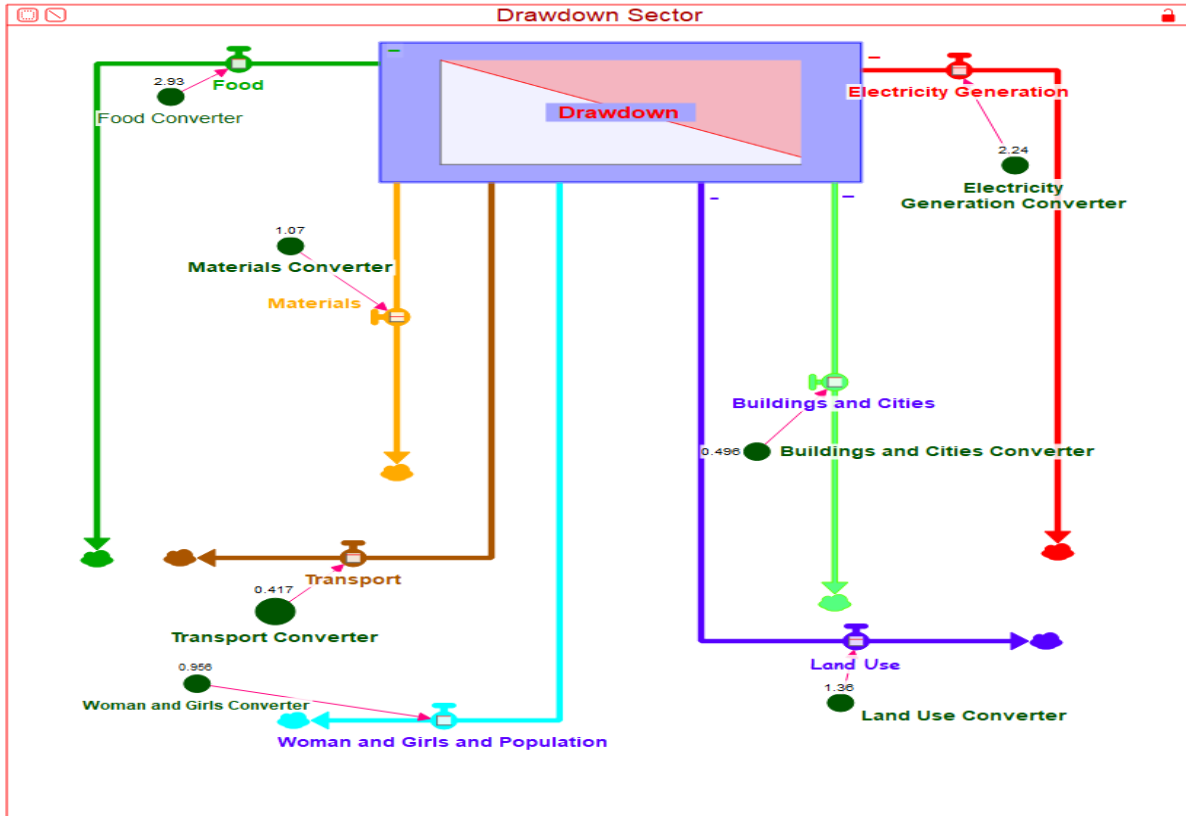 Drawdown Sector
2.93
Food
Food Converter
Drawdown
Electricity Generation
2.24
Electricity
Generation Converter
1.07
Materials Converter
Materials
Buildings and Cities
0.496
Buildings and Cities Converter
Transport
0.417
Transport Converter
0.956
Woman and Girls Converter
Woman and Girls and Population
Land Use
1.36
Land Use Converter